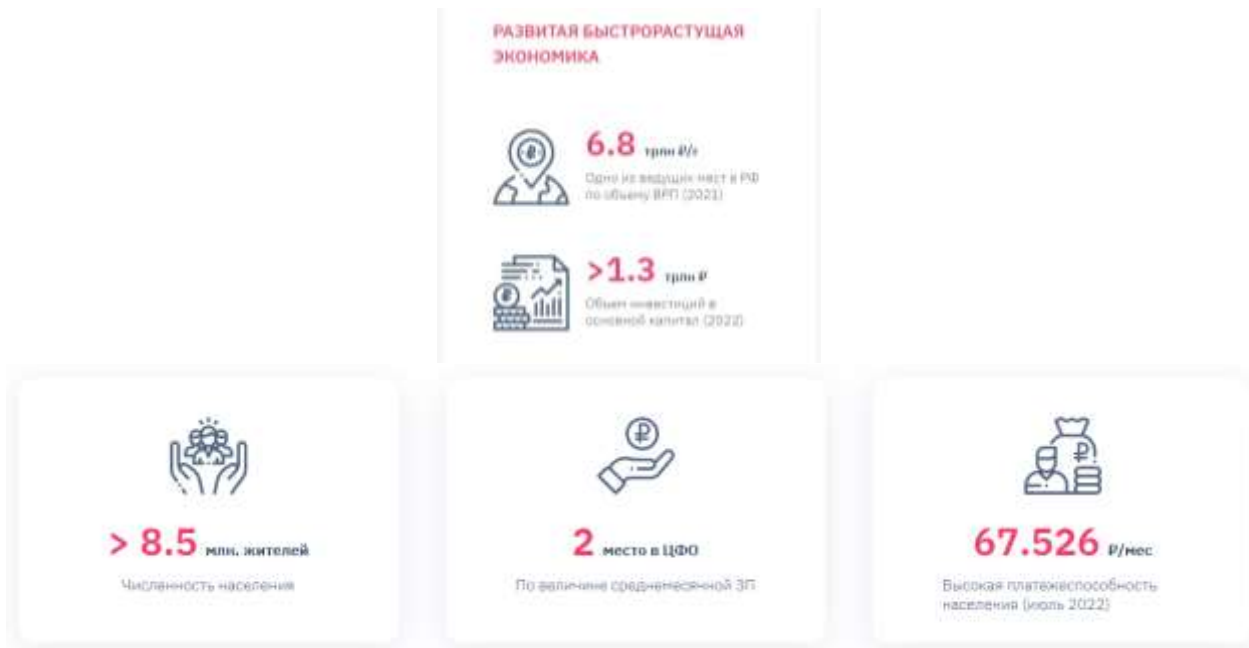 РАЗВИТАЯ БЫСТРОРАСТУЩАЯ
ЭКОНОМИКА
6.8 трлн ₽/г
Одно из ведущих мест в РФ
по объему ВРП (2021)
>1.3 трлн ₽
Объем инвестиций в
основной капитал (2022)
> 8.5 млн. жителей
Численность населения
2 место в ЦФО
По величине среднемесячной ЗП
67.526 ₽/мес
Высокая платежеспособность
населения (июль 2022)